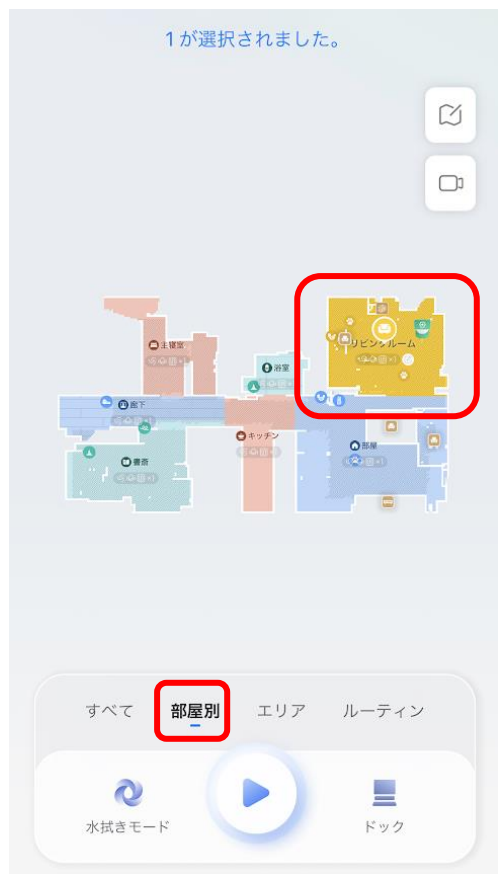 1が選択されました。
リビングルーム
主寝室
浴室
廊下
キッチン
部屋
書斎
すべて
部屋別
エリア
ルーティン
水拭きモード
ドック